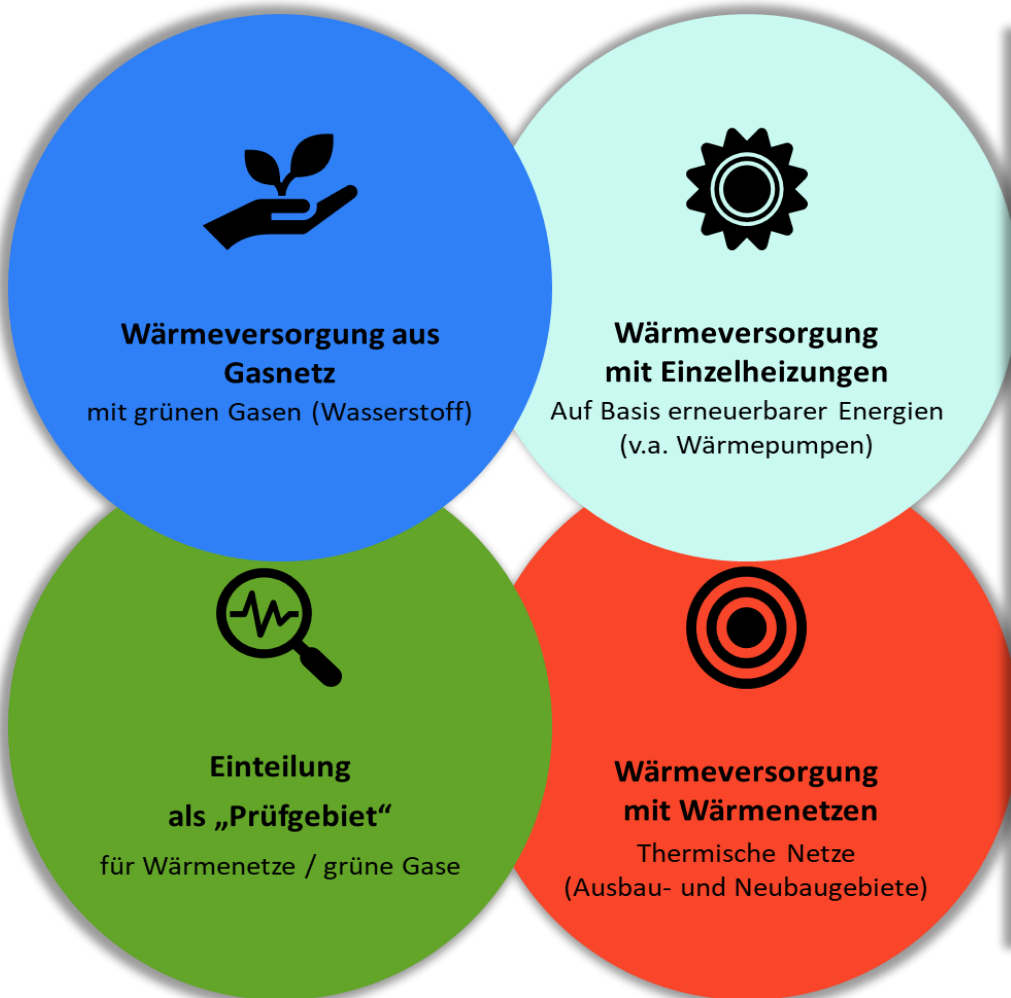 Wärmeversorgung aus
Gasnetz
mit grünen Gasen (Wasserstoff)
Wärmeversorgung
mit Einzelheizungen
Auf Basis erneuerbarer Energien
(v.a. Wärmepumpen)
Einteilung
als „Prüfgebiet“
für Wärmenetze / grüne Gase
Wärmeversorgung
mit Wärmenetzen
Thermische Netze
(Ausbau- und Neubaugebiete)